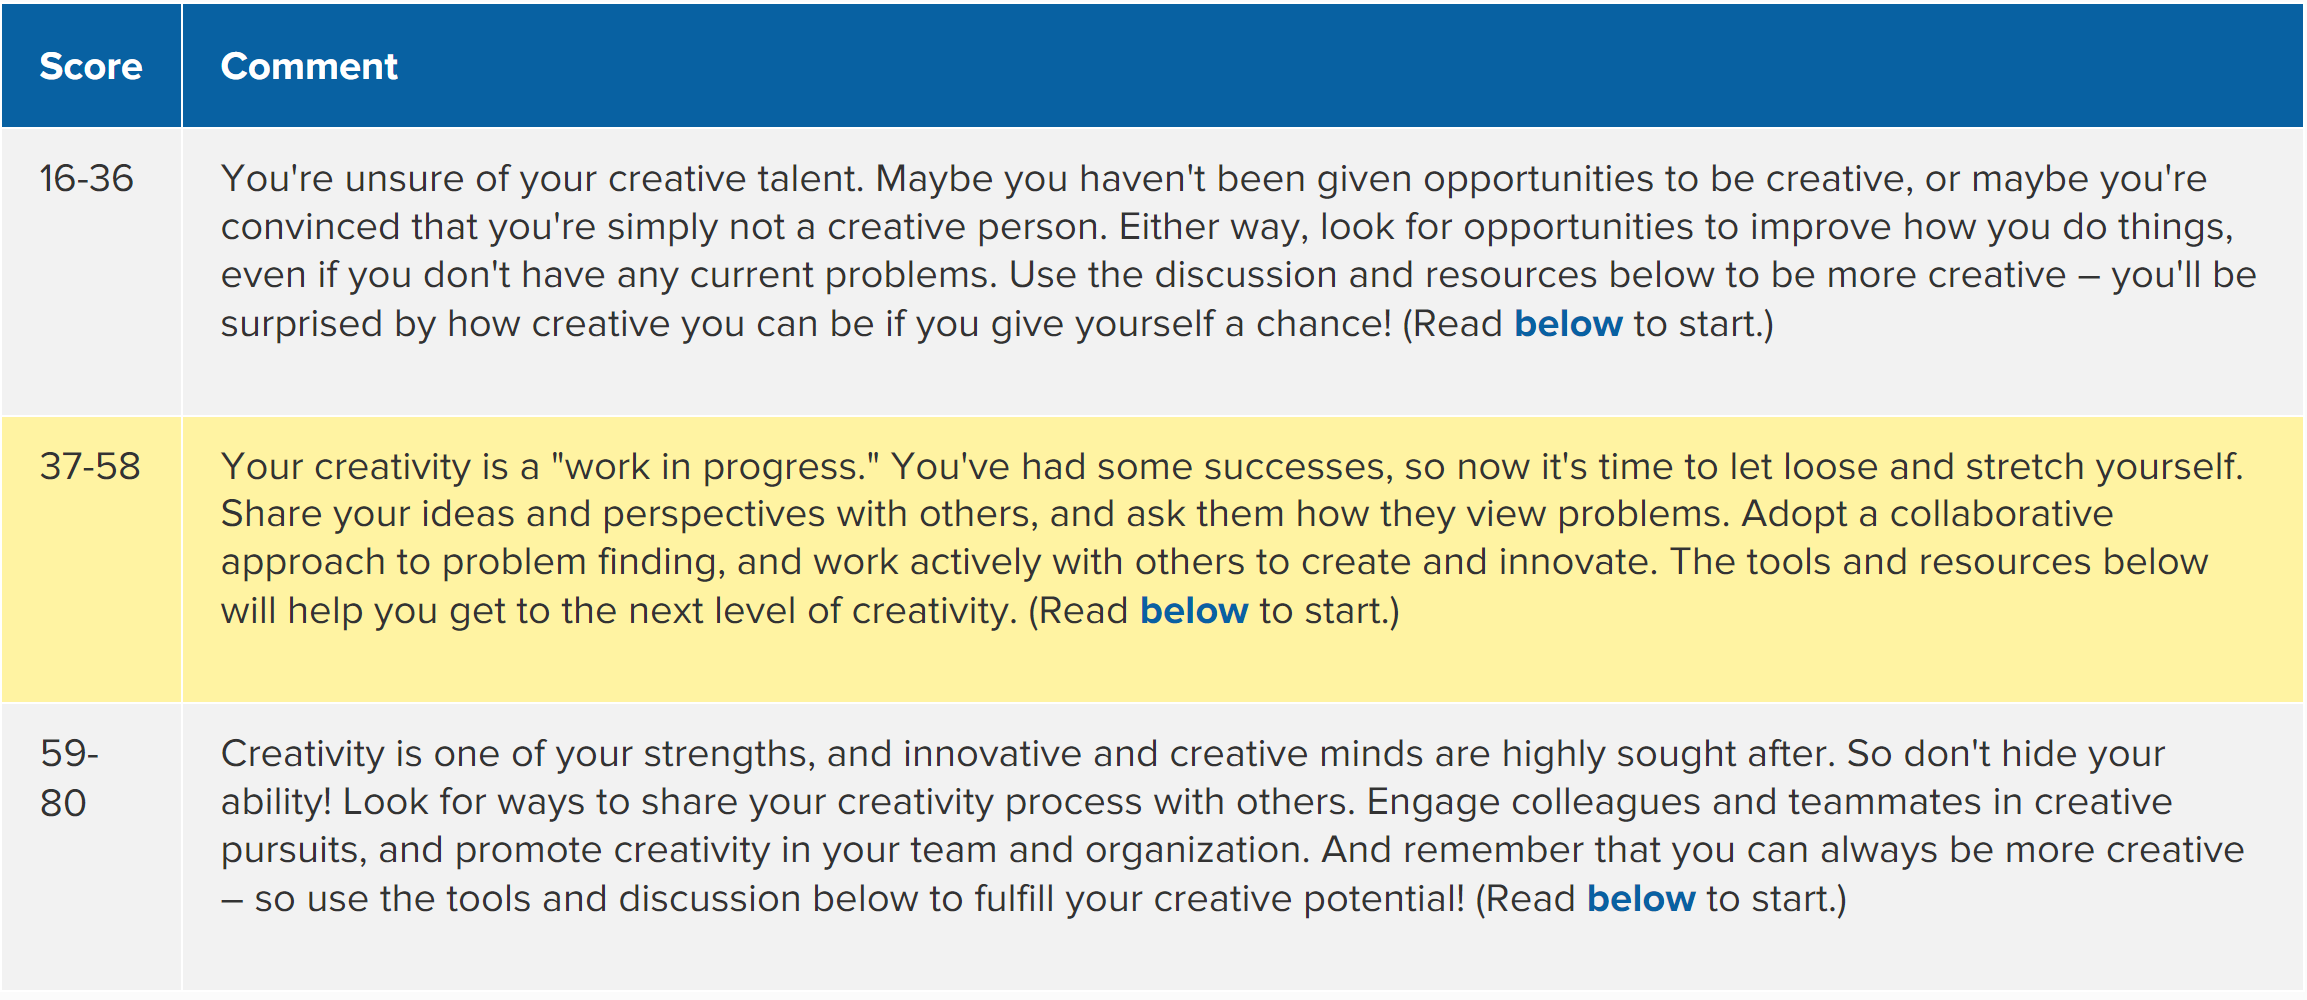 Score Comment
16-36 You're unsure of your creative talent. Maybe you haven't been given opportunities to be creative, or maybe you're
convinced that you're simply not a creative person. Either way, look for opportunities to improve how you do things,
even if you don't have any current problems. Use the discussion and resources below to be more creative – you'll be
surprised by how creative you can be if you give yourself a chance! (Read below to start.)
37-58 Your creativity is a "work in progress." You've had some successes, so now it's time to let loose and stretch yourself.
Share your ideas and perspectives with others, and ask them how they view problems. Adopt a collaborative
approach to problem finding, and work actively with others to create and innovate. The tools and resources below
will help you get to the next level of creativity. (Read below to start.)
59-
80
Creativity is one of your strengths, and innovative and creative minds are highly sought after. So don't hide your
ability! Look for ways to share your creativity process with others. Engage colleagues and teammates in creative
pursuits, and promote creativity in your team and organization. And remember that you can always be more creative
– so use the tools and discussion below to fulfill your creative potential! (Read below to start.)